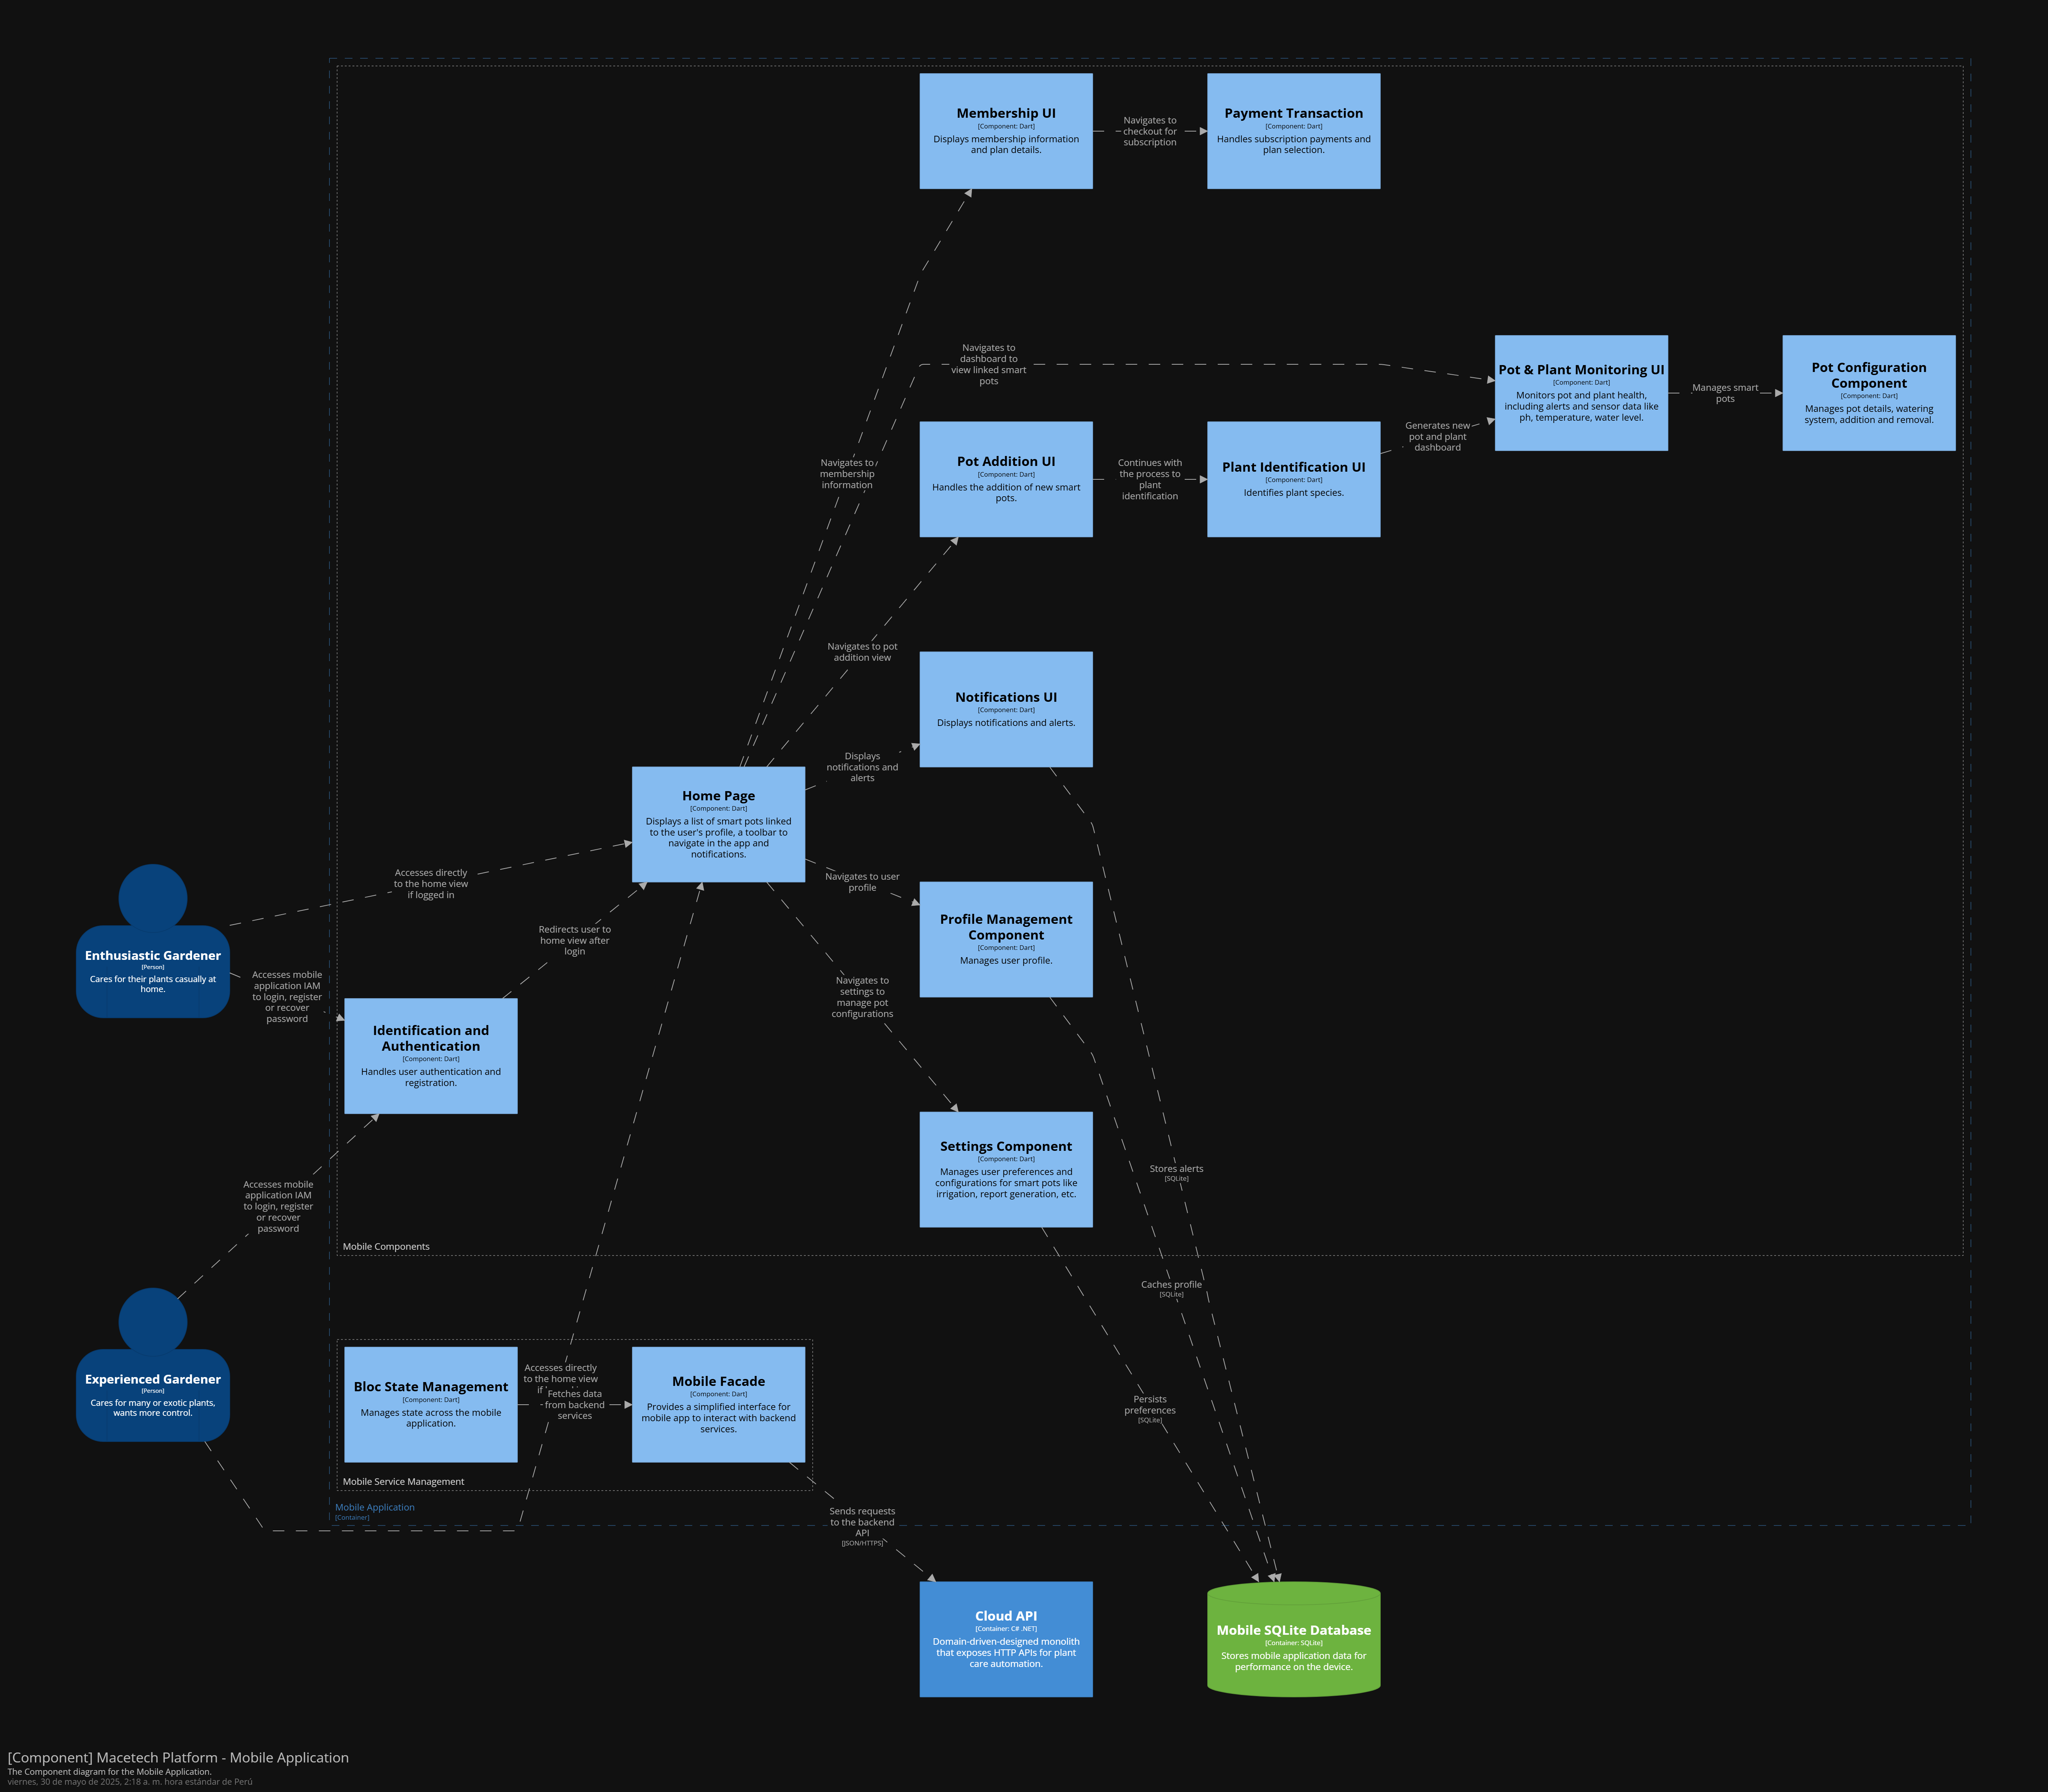 Membership UI
[Component: Dart]
Displays membership information
and plan details.
Navigates to
checkout for
subscription
Payment Transaction
[Component: Dart]
Handles subscription payments and
plan selection.
Navigates to
dashboard to
view linked smart
pots
Pot & Plant Monitoring UI
[Component: Dart]
Monitors pot and plant health,
including alerts and sensor data like
ph, temperature, water level.
Manages smart
pots
Pot Configuration
Component
[Component: Dart]
Manages pot details, watering
system, addition and removal.
Navigates to
membership
information
Pot Addition UI
[Component: Dart]
Handles the addition of new smart
pots.
Continues with
the process to
plant
identification
Plant Identification UI
[Component: Dart]
Identifies plant species.
Generates new
pot and plant
dashboard
Navigates to pot
addition view
Notifications UI
[Component: Dart]
Displays notifications and alerts.
Displays
notifications and
alerts
Home Page
[Component: Dart]
Displays a list of smart pots linked
to the user's profile, a toolbar to
navigate in the app and
notifications.
Accesses directly
to the home view
if logged in
Navigates to user
profile
Profile Management
Component
[Component: Dart]
Manages user profile.
Redirects user to
home view after
login
Enthusiastic Gardener
[Person]
Cares for their plants casually at
home.
Accesses mobile
application IAM
to login, register
or recover
password
Navigates to
settings to
manage pot
configurations
Identification and
Authentication
[Component: Dart]
Handles user authentication and
registration.
Settings Component
[Component: Dart]
Manages user preferences and
configurations for smart pots like
irrigation, report generation, etc.
Stores alerts
[SQLite]
Accesses mobile
application IAM
to login, register
or recover
password
Mobile Components
Caches profile
[SQLite]
Experienced Gardener
[Person]
Cares for many or exotic plants,
wants more control.
Bloc State Management
[Component: Dart]
Manages state across the mobile
application.
Accesses directly
to the home view
if
Fetches data
from backend
services
Mobile Facade
[Component: Dart]
Provides a simplified interface for
mobile app to interact with backend
services.
Persists
preferences
[SQLite]
Mobile Service Management
Mobile Application
[Container]
Sends requests
to the backend
API
[JSON/HTTPS]
Cloud API
[Container: C# .NET]
Domain-driven-designed monolith
that exposes HTTP APIs for plant
care automation.
Mobile SQLite Database
[Container: SQLite]
Stores mobile application data for
performance on the device.
[Component] Macetech Platform - Mobile Application
The Component diagram for the Mobile Application.
viernes, 30 de mayo de 2025, 2:18 a. m. hora estándar de Perú